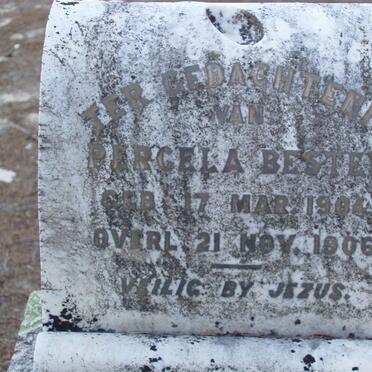 TER GEDACHTENI
VAN
PERCELA BESTE
GEB. 17 MAR. 1904
OVERL. 21 NOV. 1906
VEILIG BY JEZUS.